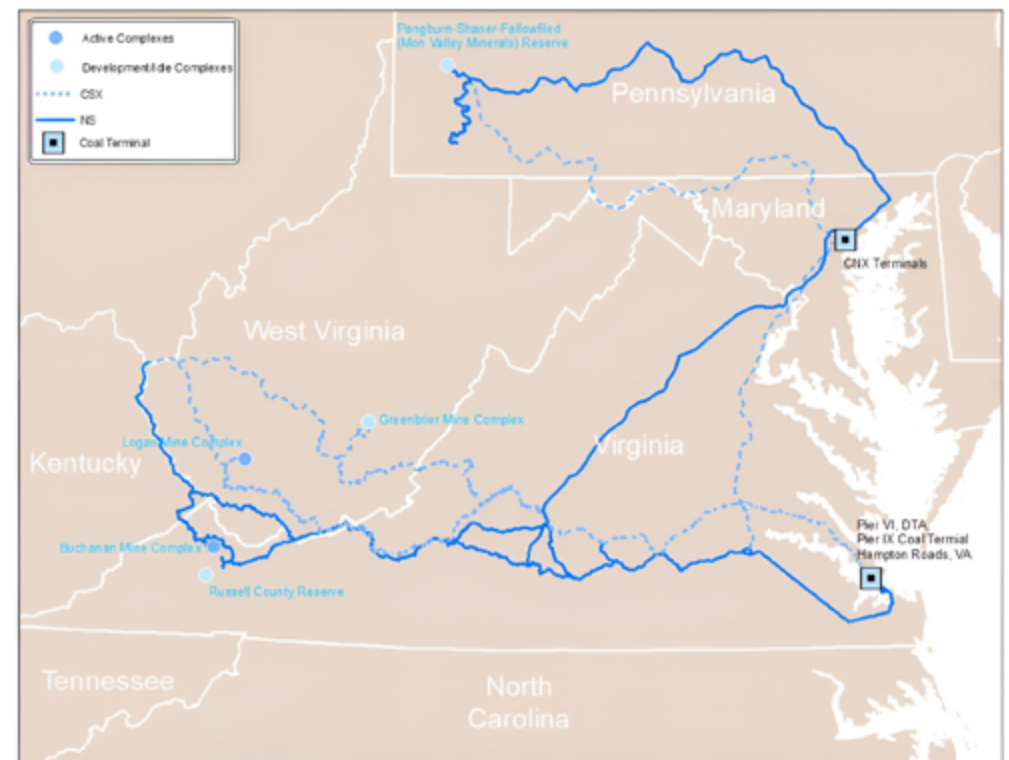 Active Complexes
Development/Idle Complexes
CSX
NS
Coal Terminal
Pangburn-Shaner-Fallowfiled
(Mon Valley Minerals) Reserve
Pennsylvania
Maryland
CNX Terminals
West Virginia
Greenbrier Mine Complex
Logan Mine Complex
Virginia
Kentucky
Pier VI, DTA,
Pier IX Coal Termial
Hampton Roads, VA
Buchanan Mine Complex
Russell County Reserve
Tennessee
North
Carolina